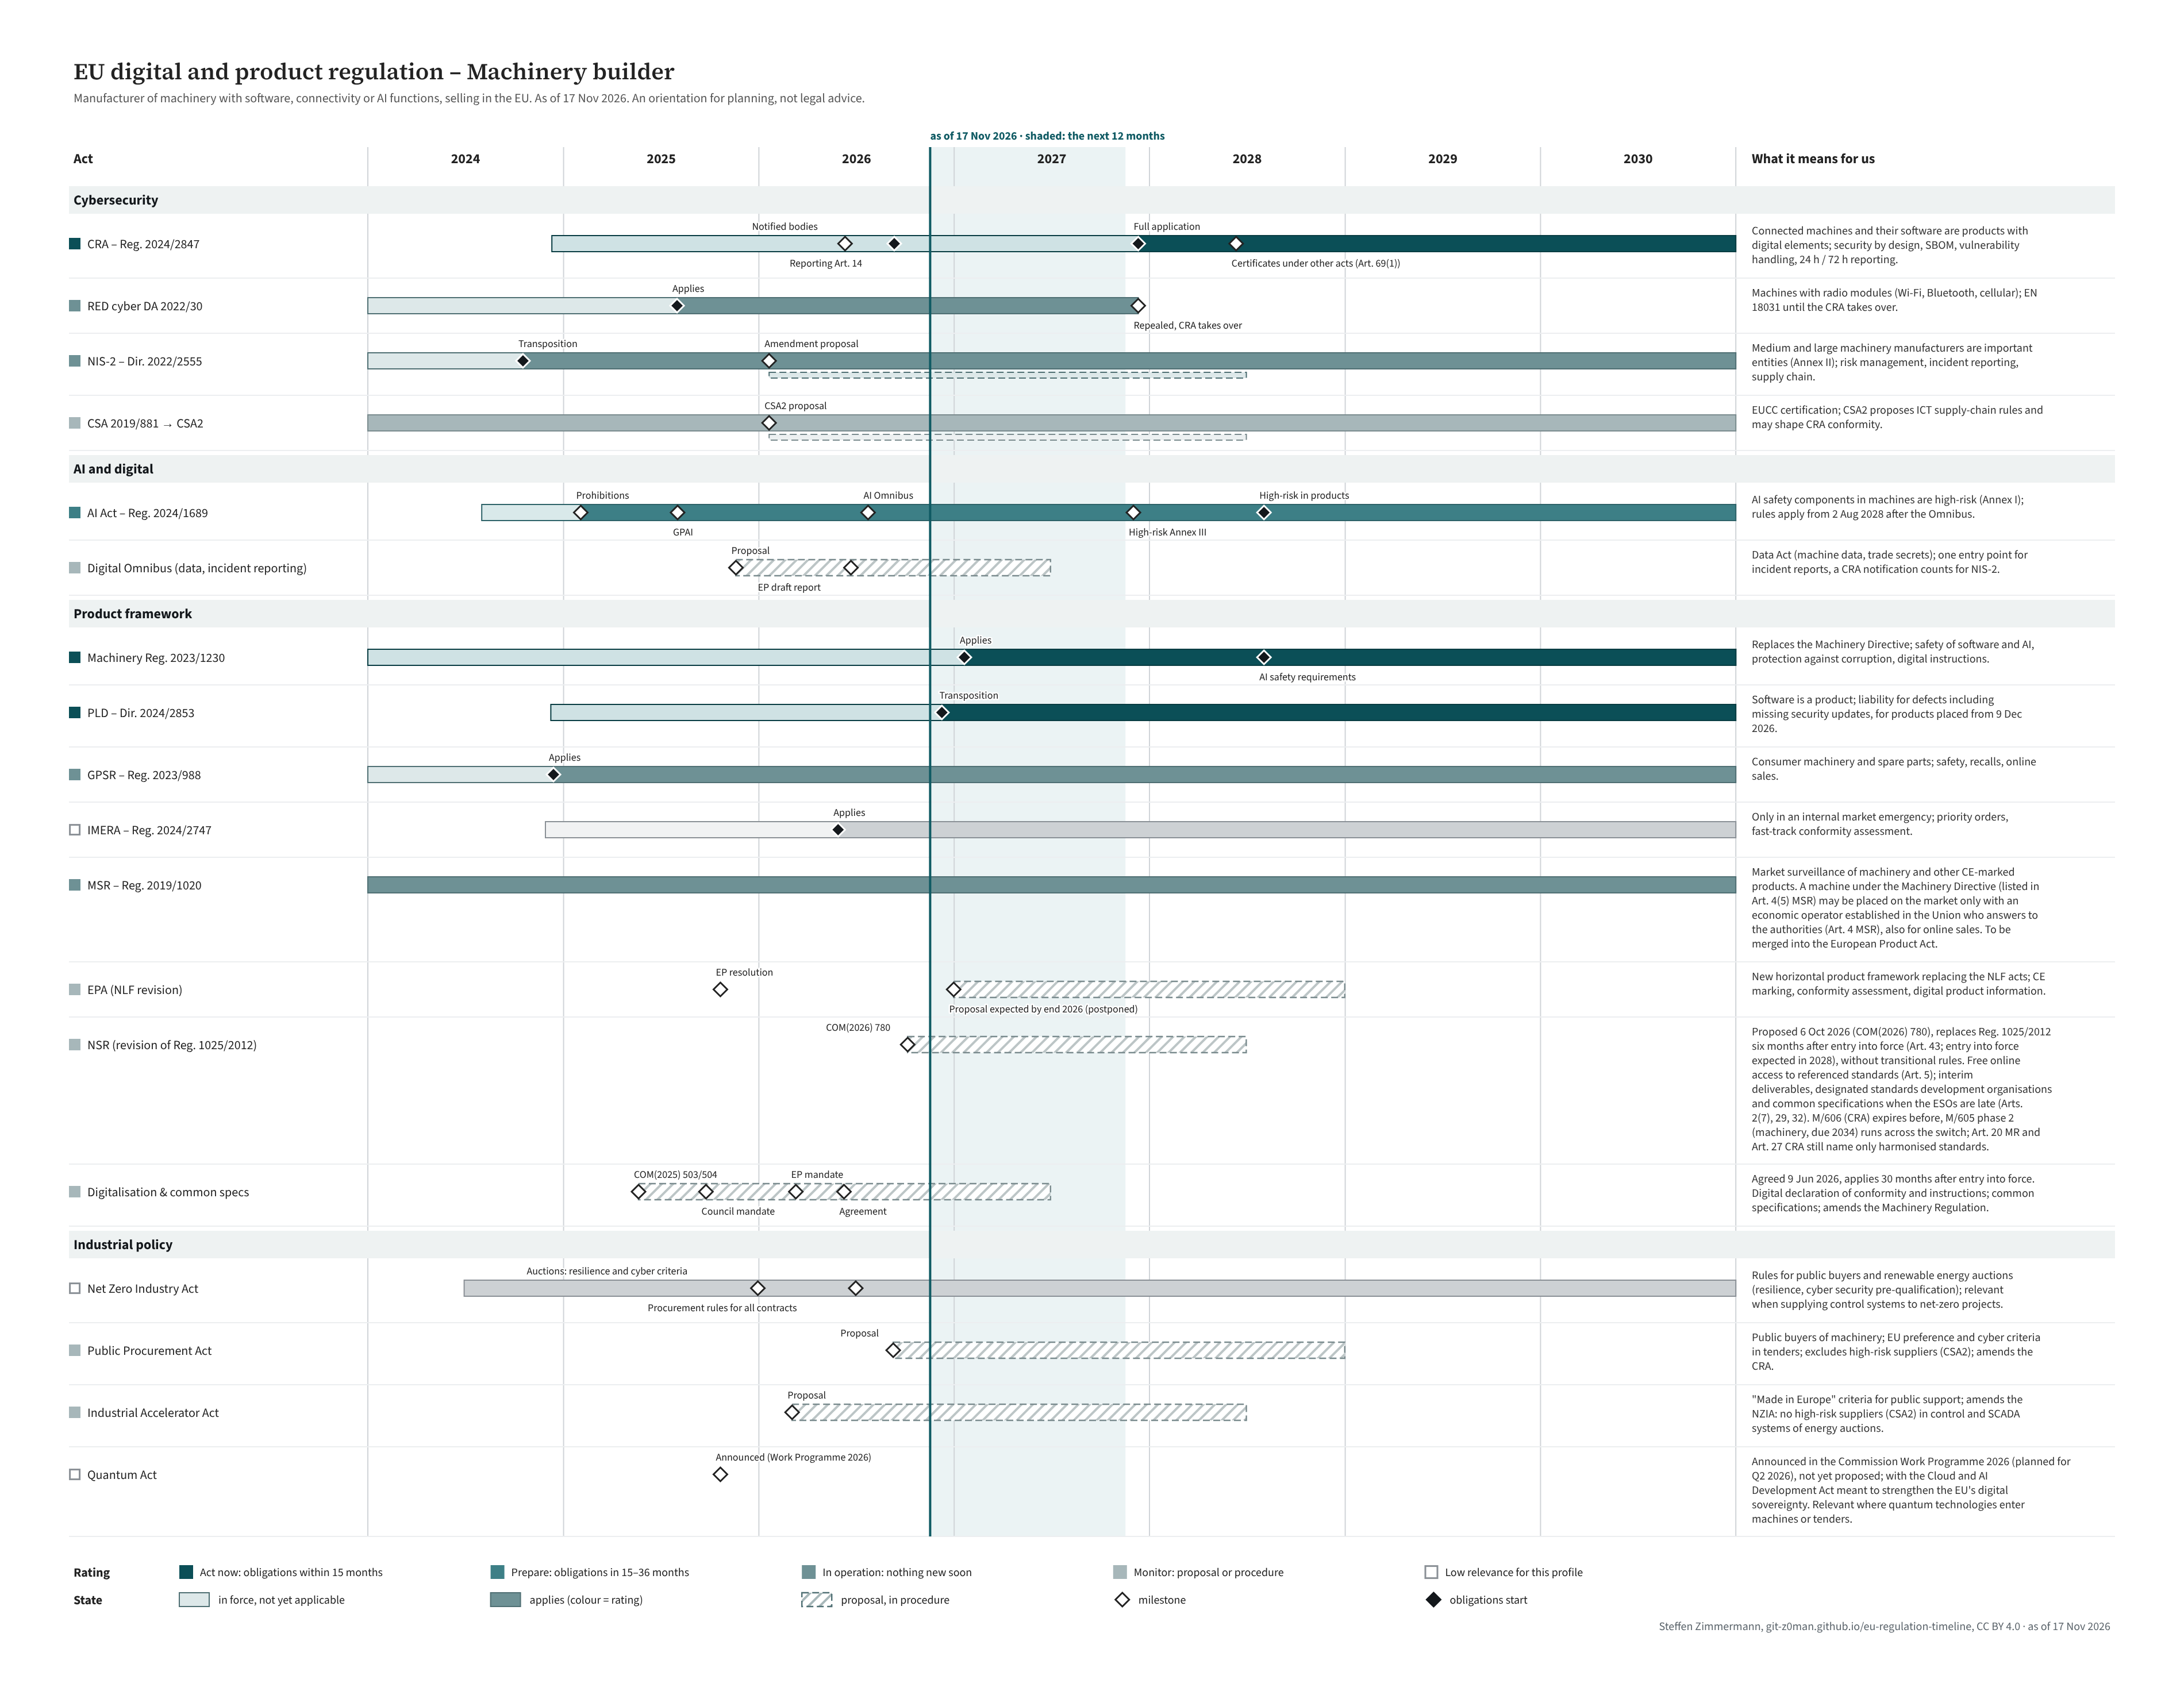 EU digital and product regulation – Machinery builder
Manufacturer of machinery with software, connectivity or AI functions, selling in the EU. As of 17 Nov 2026. An orientation for planning, not legal advice.
as of 17 Nov 2026 · shaded: the next 12 months
Act 2024 2025 2026 2027 2028 2029 2030 What it means for us
Cybersecurity
CRA – Reg. 2024/2847
Notified bodies
Full application
Reporting Art. 14
Certificates under other acts (Art. 69(1))
Connected machines and their software are products with
digital elements; security by design, SBOM, vulnerability
handling, 24 h / 72 h reporting.
RED cyber DA 2022/30
Applies
Repealed, CRA takes over
Machines with radio modules (Wi-Fi, Bluetooth, cellular); EN
18031 until the CRA takes over.
NIS-2 – Dir. 2022/2555
Transposition
Amendment proposal
Medium and large machinery manufacturers are important
entities (Annex II); risk management, incident reporting,
supply chain.
CSA 2019/881 → CSA2
CSA2 proposal
EUCC certification; CSA2 proposes ICT supply-chain rules and
may shape CRA conformity.
AI and digital
AI Act – Reg. 2024/1689
Prohibitions
AI Omnibus
High-risk in products
GPAI
High-risk Annex III
AI safety components in machines are high-risk (Annex I);
rules apply from 2 Aug 2028 after the Omnibus.
Digital Omnibus (data, incident reporting)
Proposal
EP draft report
Data Act (machine data, trade secrets); one entry point for
incident reports, a CRA notification counts for NIS-2.
Product framework
Machinery Reg. 2023/1230
Applies
AI safety requirements
Replaces the Machinery Directive; safety of software and AI,
protection against corruption, digital instructions.
PLD – Dir. 2024/2853
Transposition
Software is a product; liability for defects including
missing security updates, for products placed from 9 Dec
2026.
GPSR – Reg. 2023/988
Applies
Consumer machinery and spare parts; safety, recalls, online
sales.
IMERA – Reg. 2024/2747
Applies
Only in an internal market emergency; priority orders,
fast-track conformity assessment.
MSR – Reg. 2019/1020
Market surveillance of machinery and other CE-marked
products. A machine under the Machinery Directive (listed in
Art. 4(5) MSR) may be placed on the market only with an
economic operator established in the Union who answers to
the authorities (Art. 4 MSR), also for online sales. To be
merged into the European Product Act.
EPA (NLF revision)
EP resolution
Proposal expected by end 2026 (postponed)
New horizontal product framework replacing the NLF acts; CE
marking, conformity assessment, digital product information.
NSR (revision of Reg. 1025/2012)
COM(2026) 780
Proposed 6 Oct 2026 (COM(2026) 780), replaces Reg. 1025/2012
six months after entry into force (Art. 43; entry into force
expected in 2028), without transitional rules. Free online
access to referenced standards (Art. 5); interim
deliverables, designated standards development organisations
and common specifications when the ESOs are late (Arts.
2(7), 29, 32). M/606 (CRA) expires before, M/605 phase 2
(machinery, due 2034) runs across the switch; Art. 20 MR and
Art. 27 CRA still name only harmonised standards.
Digitalisation & common specs
COM(2025) 503/504
EP mandate
Council mandate
Agreement
Agreed 9 Jun 2026, applies 30 months after entry into force.
Digital declaration of conformity and instructions; common
specifications; amends the Machinery Regulation.
Industrial policy
Net Zero Industry Act
Auctions: resilience and cyber criteria
Procurement rules for all contracts
Rules for public buyers and renewable energy auctions
(resilience, cyber security pre-qualification); relevant
when supplying control systems to net-zero projects.
Public Procurement Act
Proposal
Public buyers of machinery; EU preference and cyber criteria
in tenders; excludes high-risk suppliers (CSA2); amends the
CRA.
Industrial Accelerator Act
Proposal
"Made in Europe" criteria for public support; amends the
NZIA: no high-risk suppliers (CSA2) in control and SCADA
systems of energy auctions.
Quantum Act
Announced (Work Programme 2026)
Announced in the Commission Work Programme 2026 (planned for
Q2 2026), not yet proposed; with the Cloud and AI
Development Act meant to strengthen the EU's digital
sovereignty. Relevant where quantum technologies enter
machines or tenders.
Rating Act now: obligations within 15 months Prepare: obligations in 15–36 months In operation: nothing new soon Monitor: proposal or procedure Low relevance for this profile
State in force, not yet applicable applies (colour = rating) proposal, in procedure milestone obligations start
Steffen Zimmermann, git-z0man.github.io/eu-regulation-timeline, CC BY 4.0 · as of 17 Nov 2026